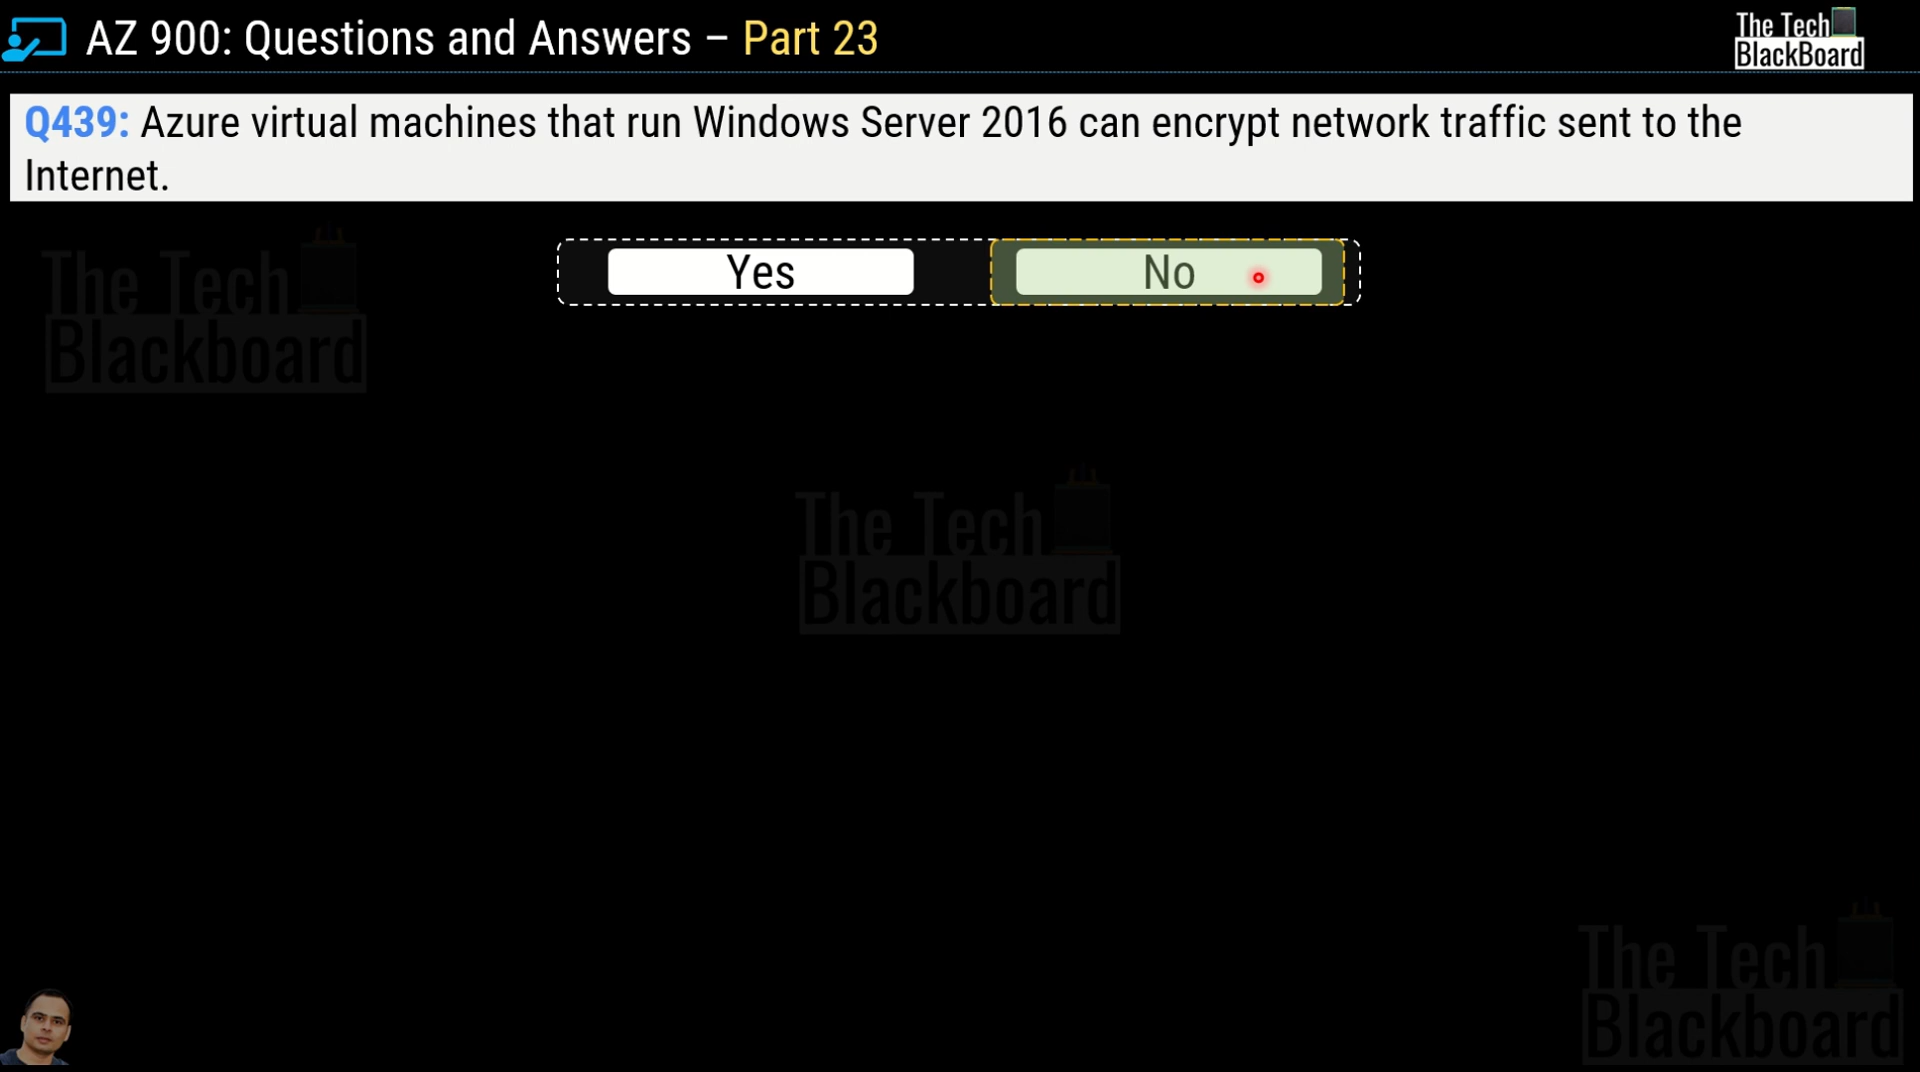 AZ 900: Questions and Answers – Part 23
The Tech
BlackBoard
Q439: Azure virtual machines that run Windows Server 2016 can encrypt network traffic sent to the
Internet.
Yes
No
The Tech
Blackboard
The Tech
Blackboard
The Tech
Blackboard